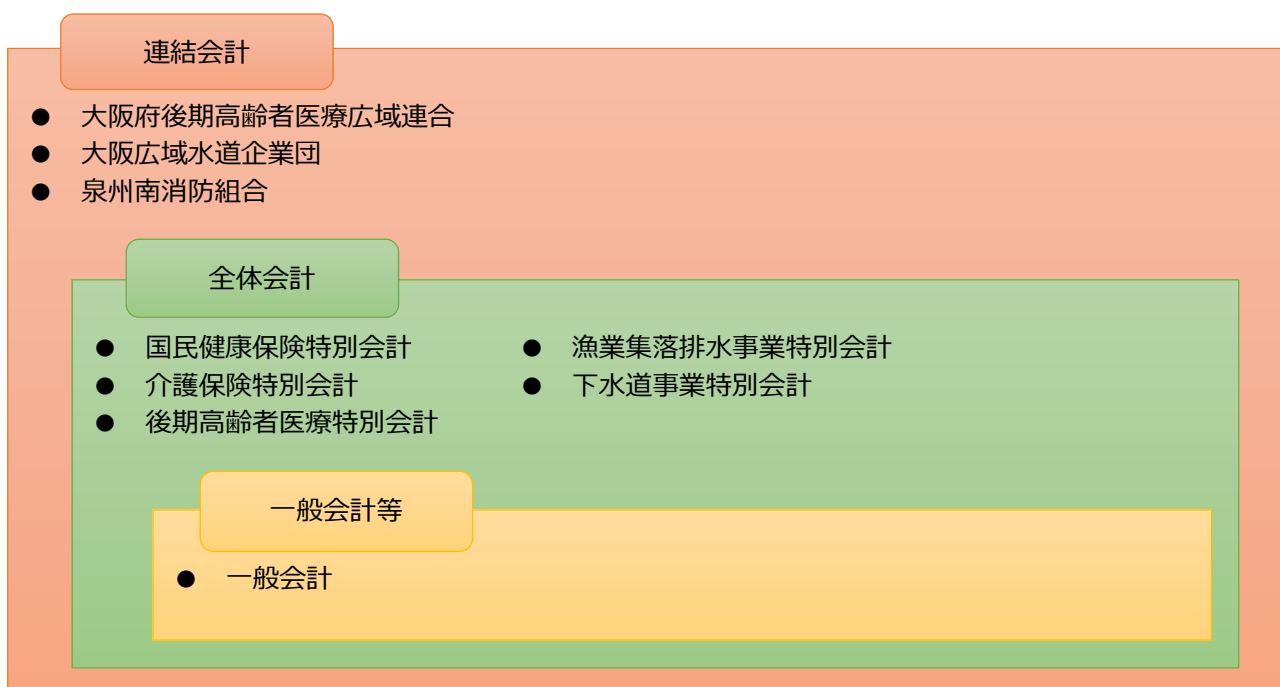 連結会計
● 大阪府後期高齢者医療広域連合
● 大阪広域水道企業団
● 泉州南消防組合
全体会計
● 国民健康保険特別会計
● 介護保険特別会計
● 後期高齢者医療特別会計
● 漁業集落排水事業特別会計
● 下水道事業特別会計
一般会計等
● 一般会計